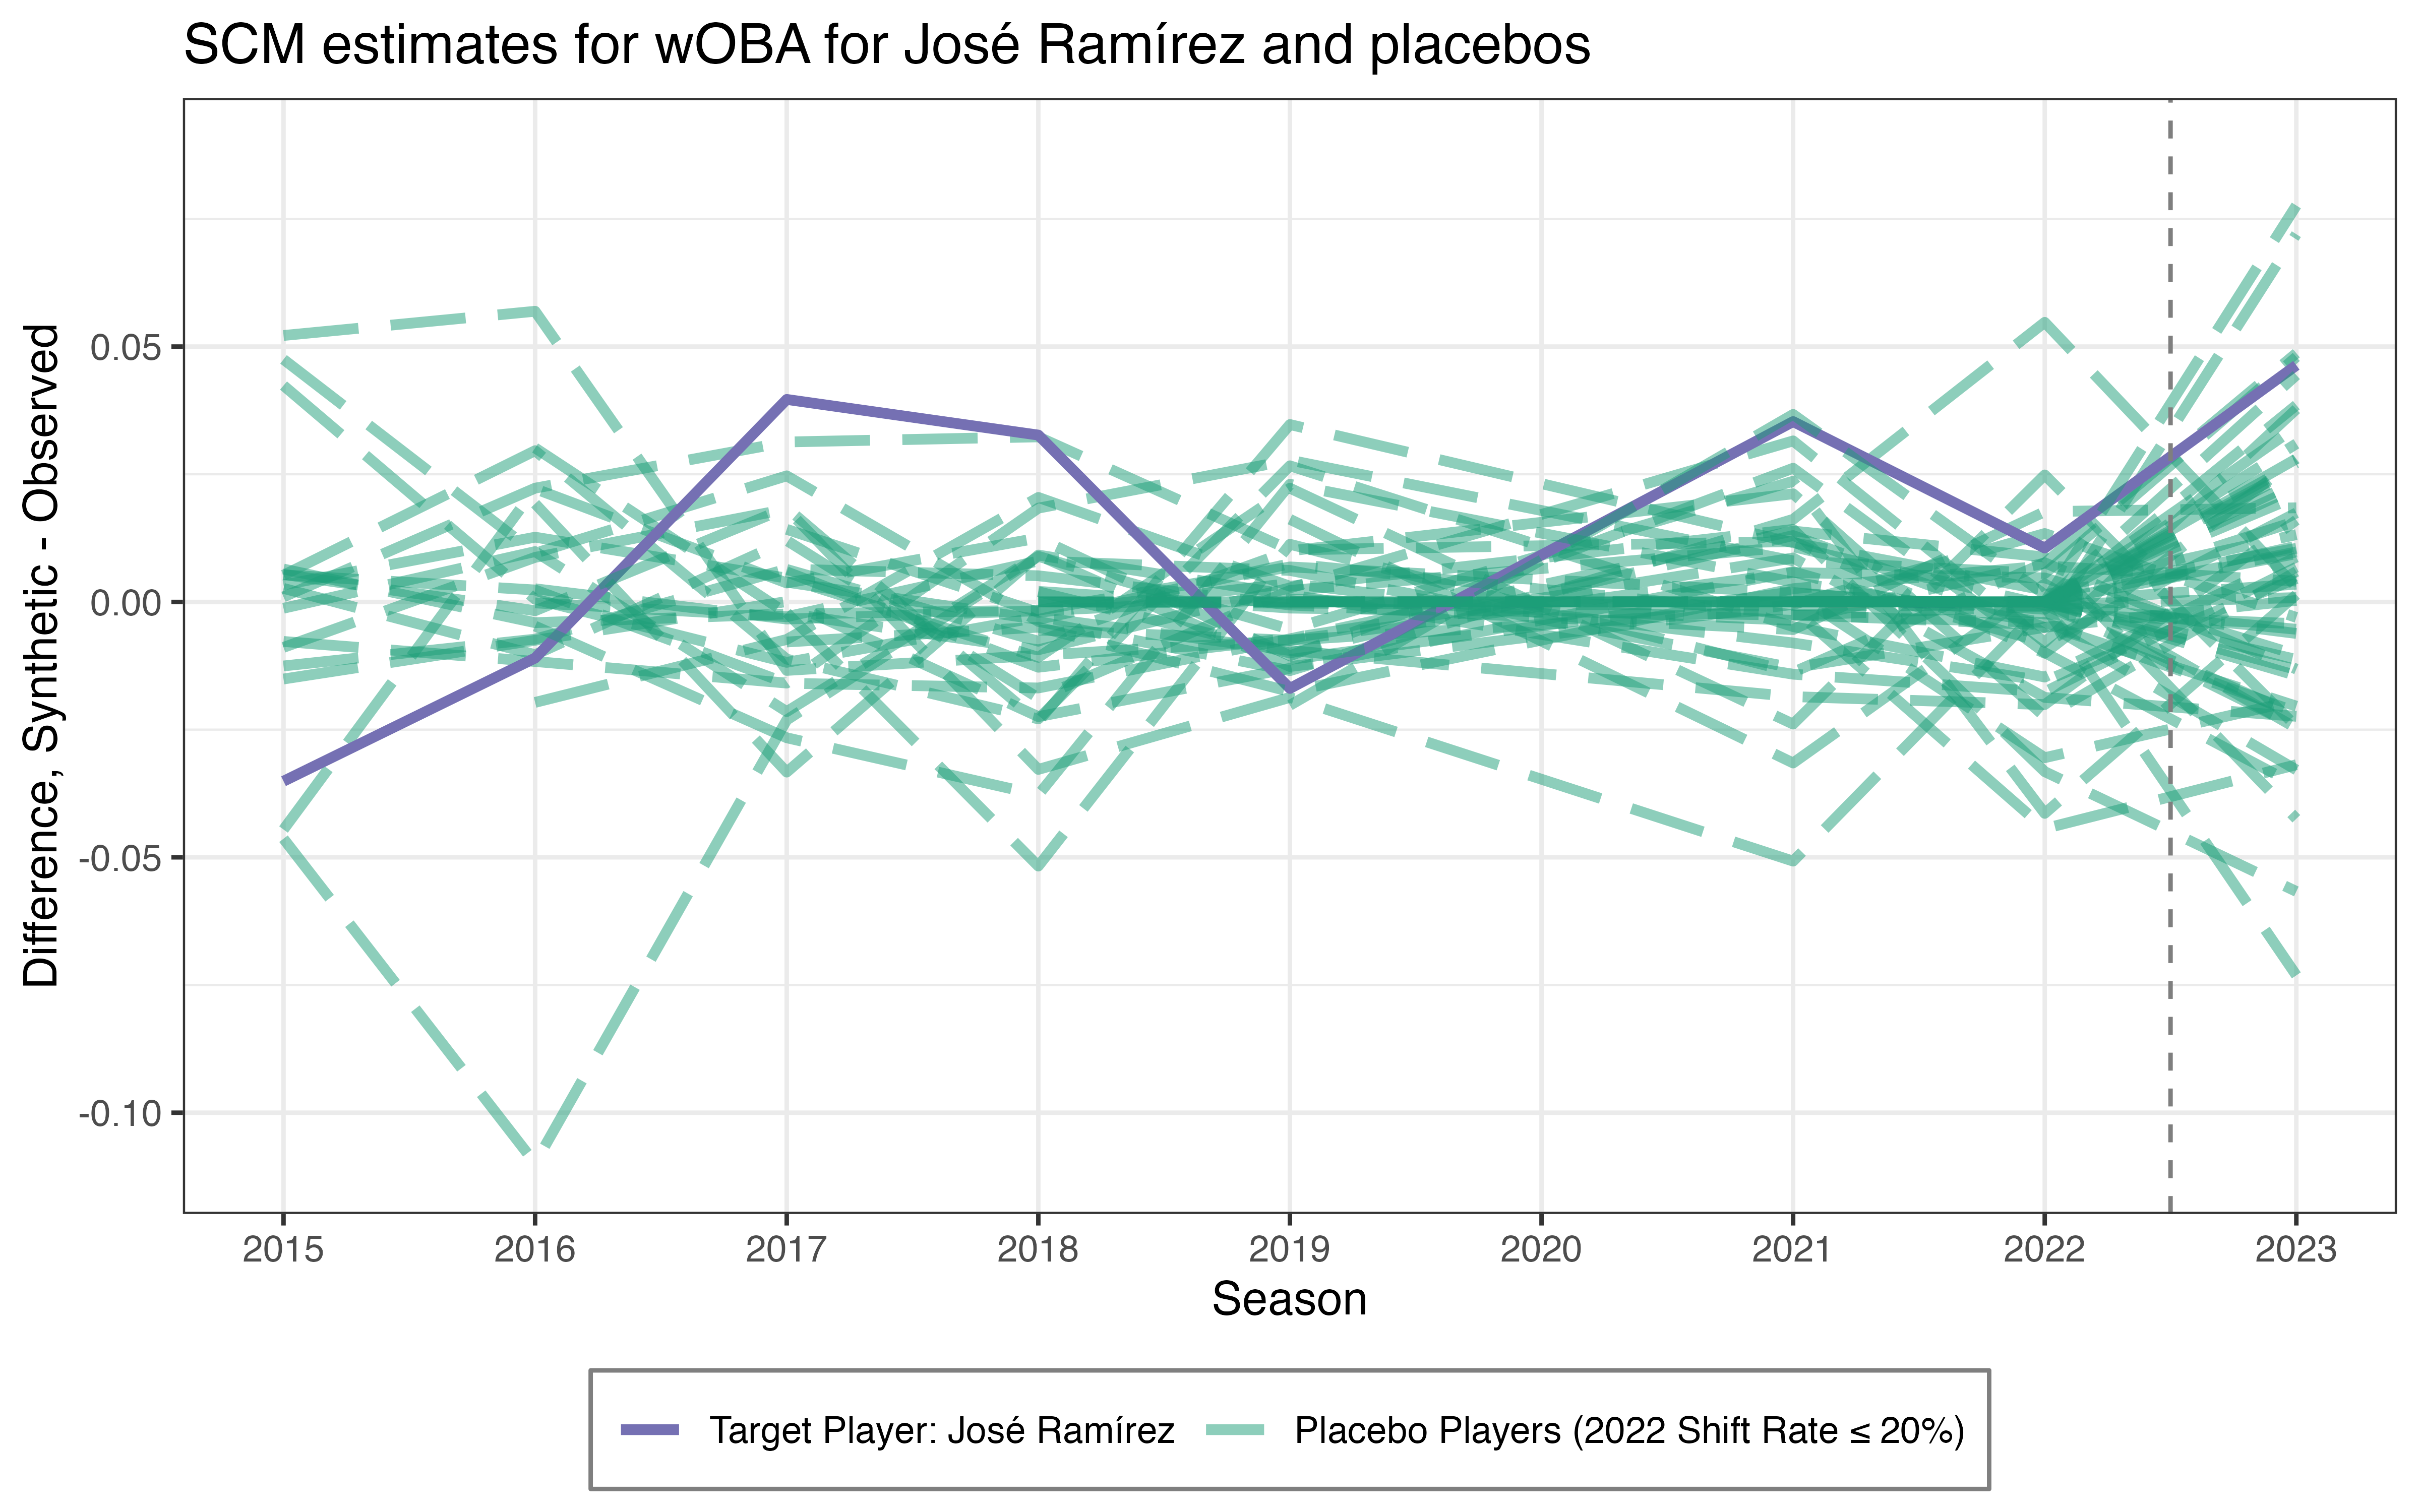 SCM estimates for wOBA for José Ramírez and placebos
Difference, Synthetic - Observed
0.05
0.00
-0.05
-0.10
2015 2016 2017 2018 2019 2020 2021 2022 2023
Season
Target Player: José Ramírez Placebo Players (2022 Shift Rate ≤ 20%)